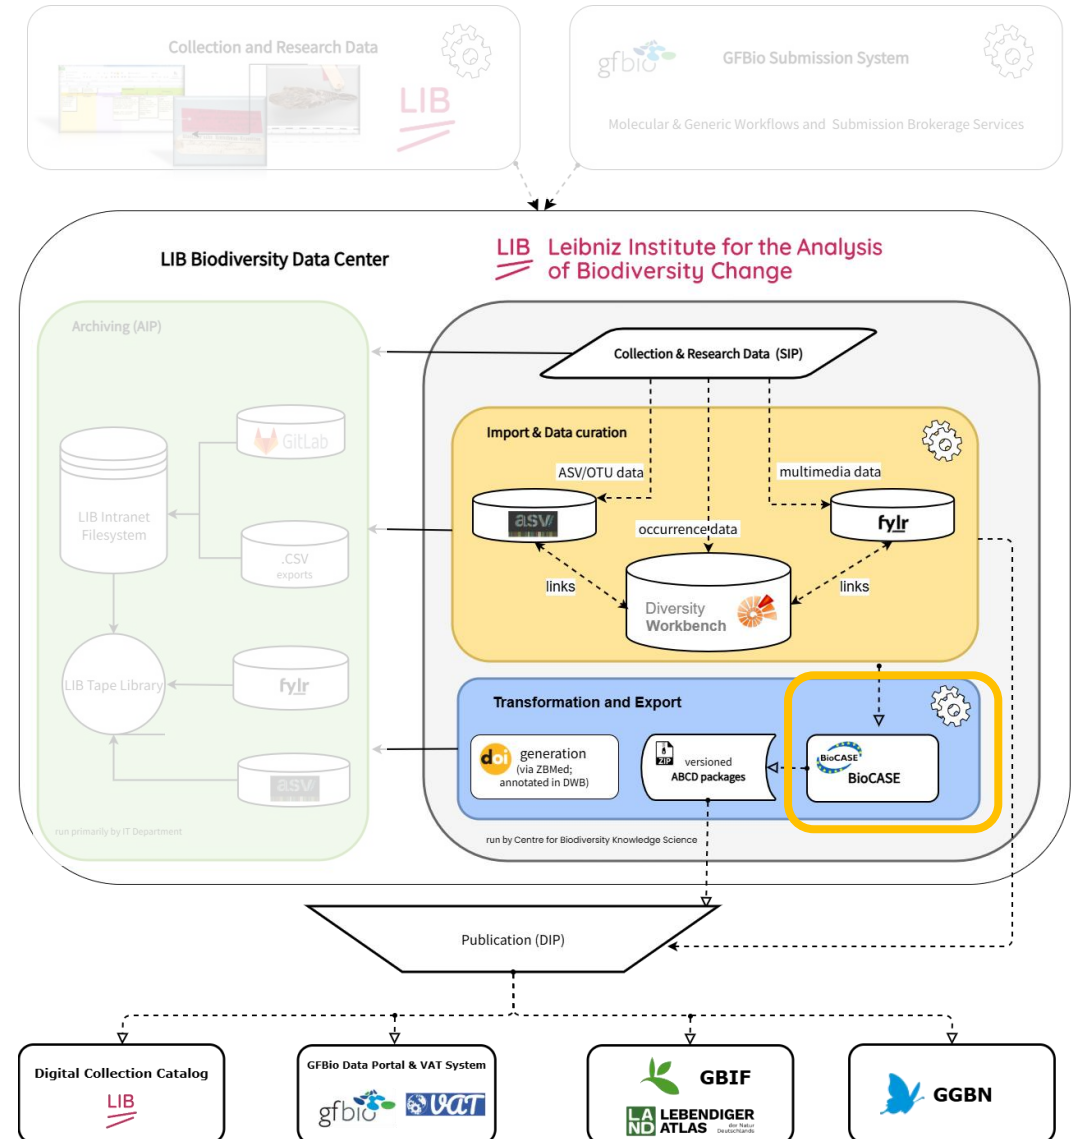 Collection and Research Data
LIB
gfbio
GFBio Submission System
Molecular & Generic Workflows and Submission Brokerage Services
LIB Biodiversity Data Center
LIB Leibniz Institute for the Analysis
of Biodiversity Change
Archiving (AIP)
Collection & Research Data (SIP)
Import & Data curation
GitLab
ASV/OTU data
multimedia data
LIB Intranet
Filesystem
asv
occurrence data
fylr
.CSV
exports
links
links
Diversity
Workbench
LIB Tape Library
fylr
Transformation and Export
doi
generation
(via ZBMed;
annotated in DWB)
ZIP
versioned
ABCD packages
BioCASE
BioCASE
asv
run primarily by IT Department
run by Centre for Biodiversity Knowledge Science
Publication (DIP)
Digital Collection Catalog
LIB
GFBio Data Portal & VAT System
gfbio
VAT
GBIF
LAND
LEBENDIGER
ATLAS
der Natur
Deutschlands
GGBN